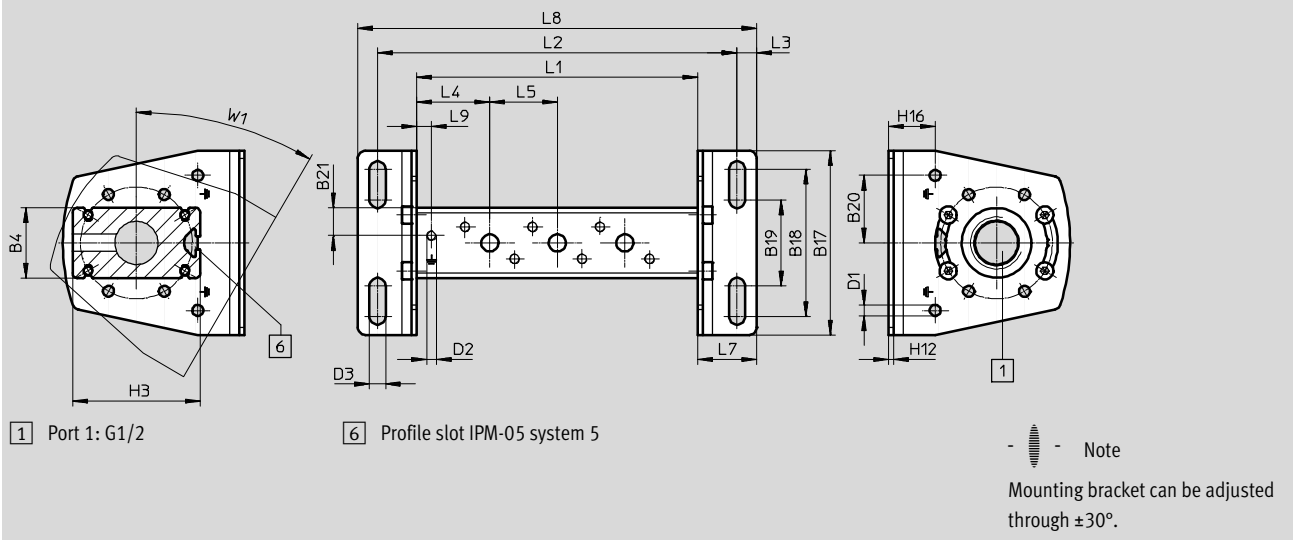 L8
L2
L3
L1
L4
L5
L9
W1
H16
B21
B20
B4
B19
B18
B17
D1
6
D2
L7
H12
D3
1
H3
1 Port 1: G1/2
6 Profile slot IPM-05 system 5
- - Note
Mounting bracket can be adjusted
through ±30°.